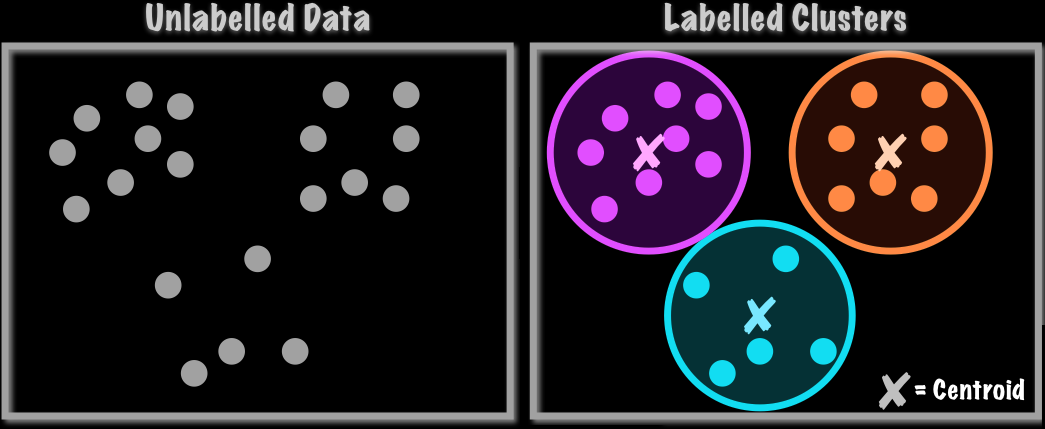 Unlabelled Data
Labelled Clusters
= Centroid